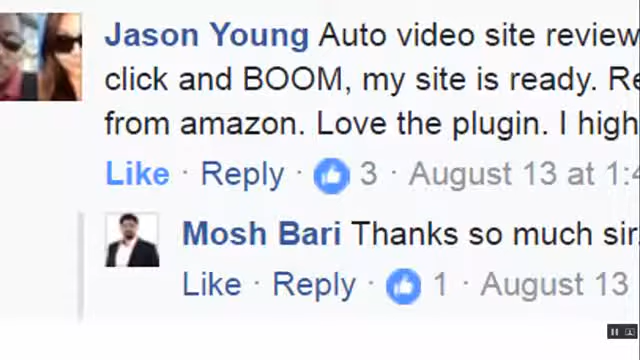 Jason Young Auto video site review
click and BOOM, my site is ready. Re
from amazon. Love the plugin. I high
Like · Reply · 3 · August 13 at 1:4
Mosh Bari Thanks so much sir.
Like · Reply · 1 · August 13